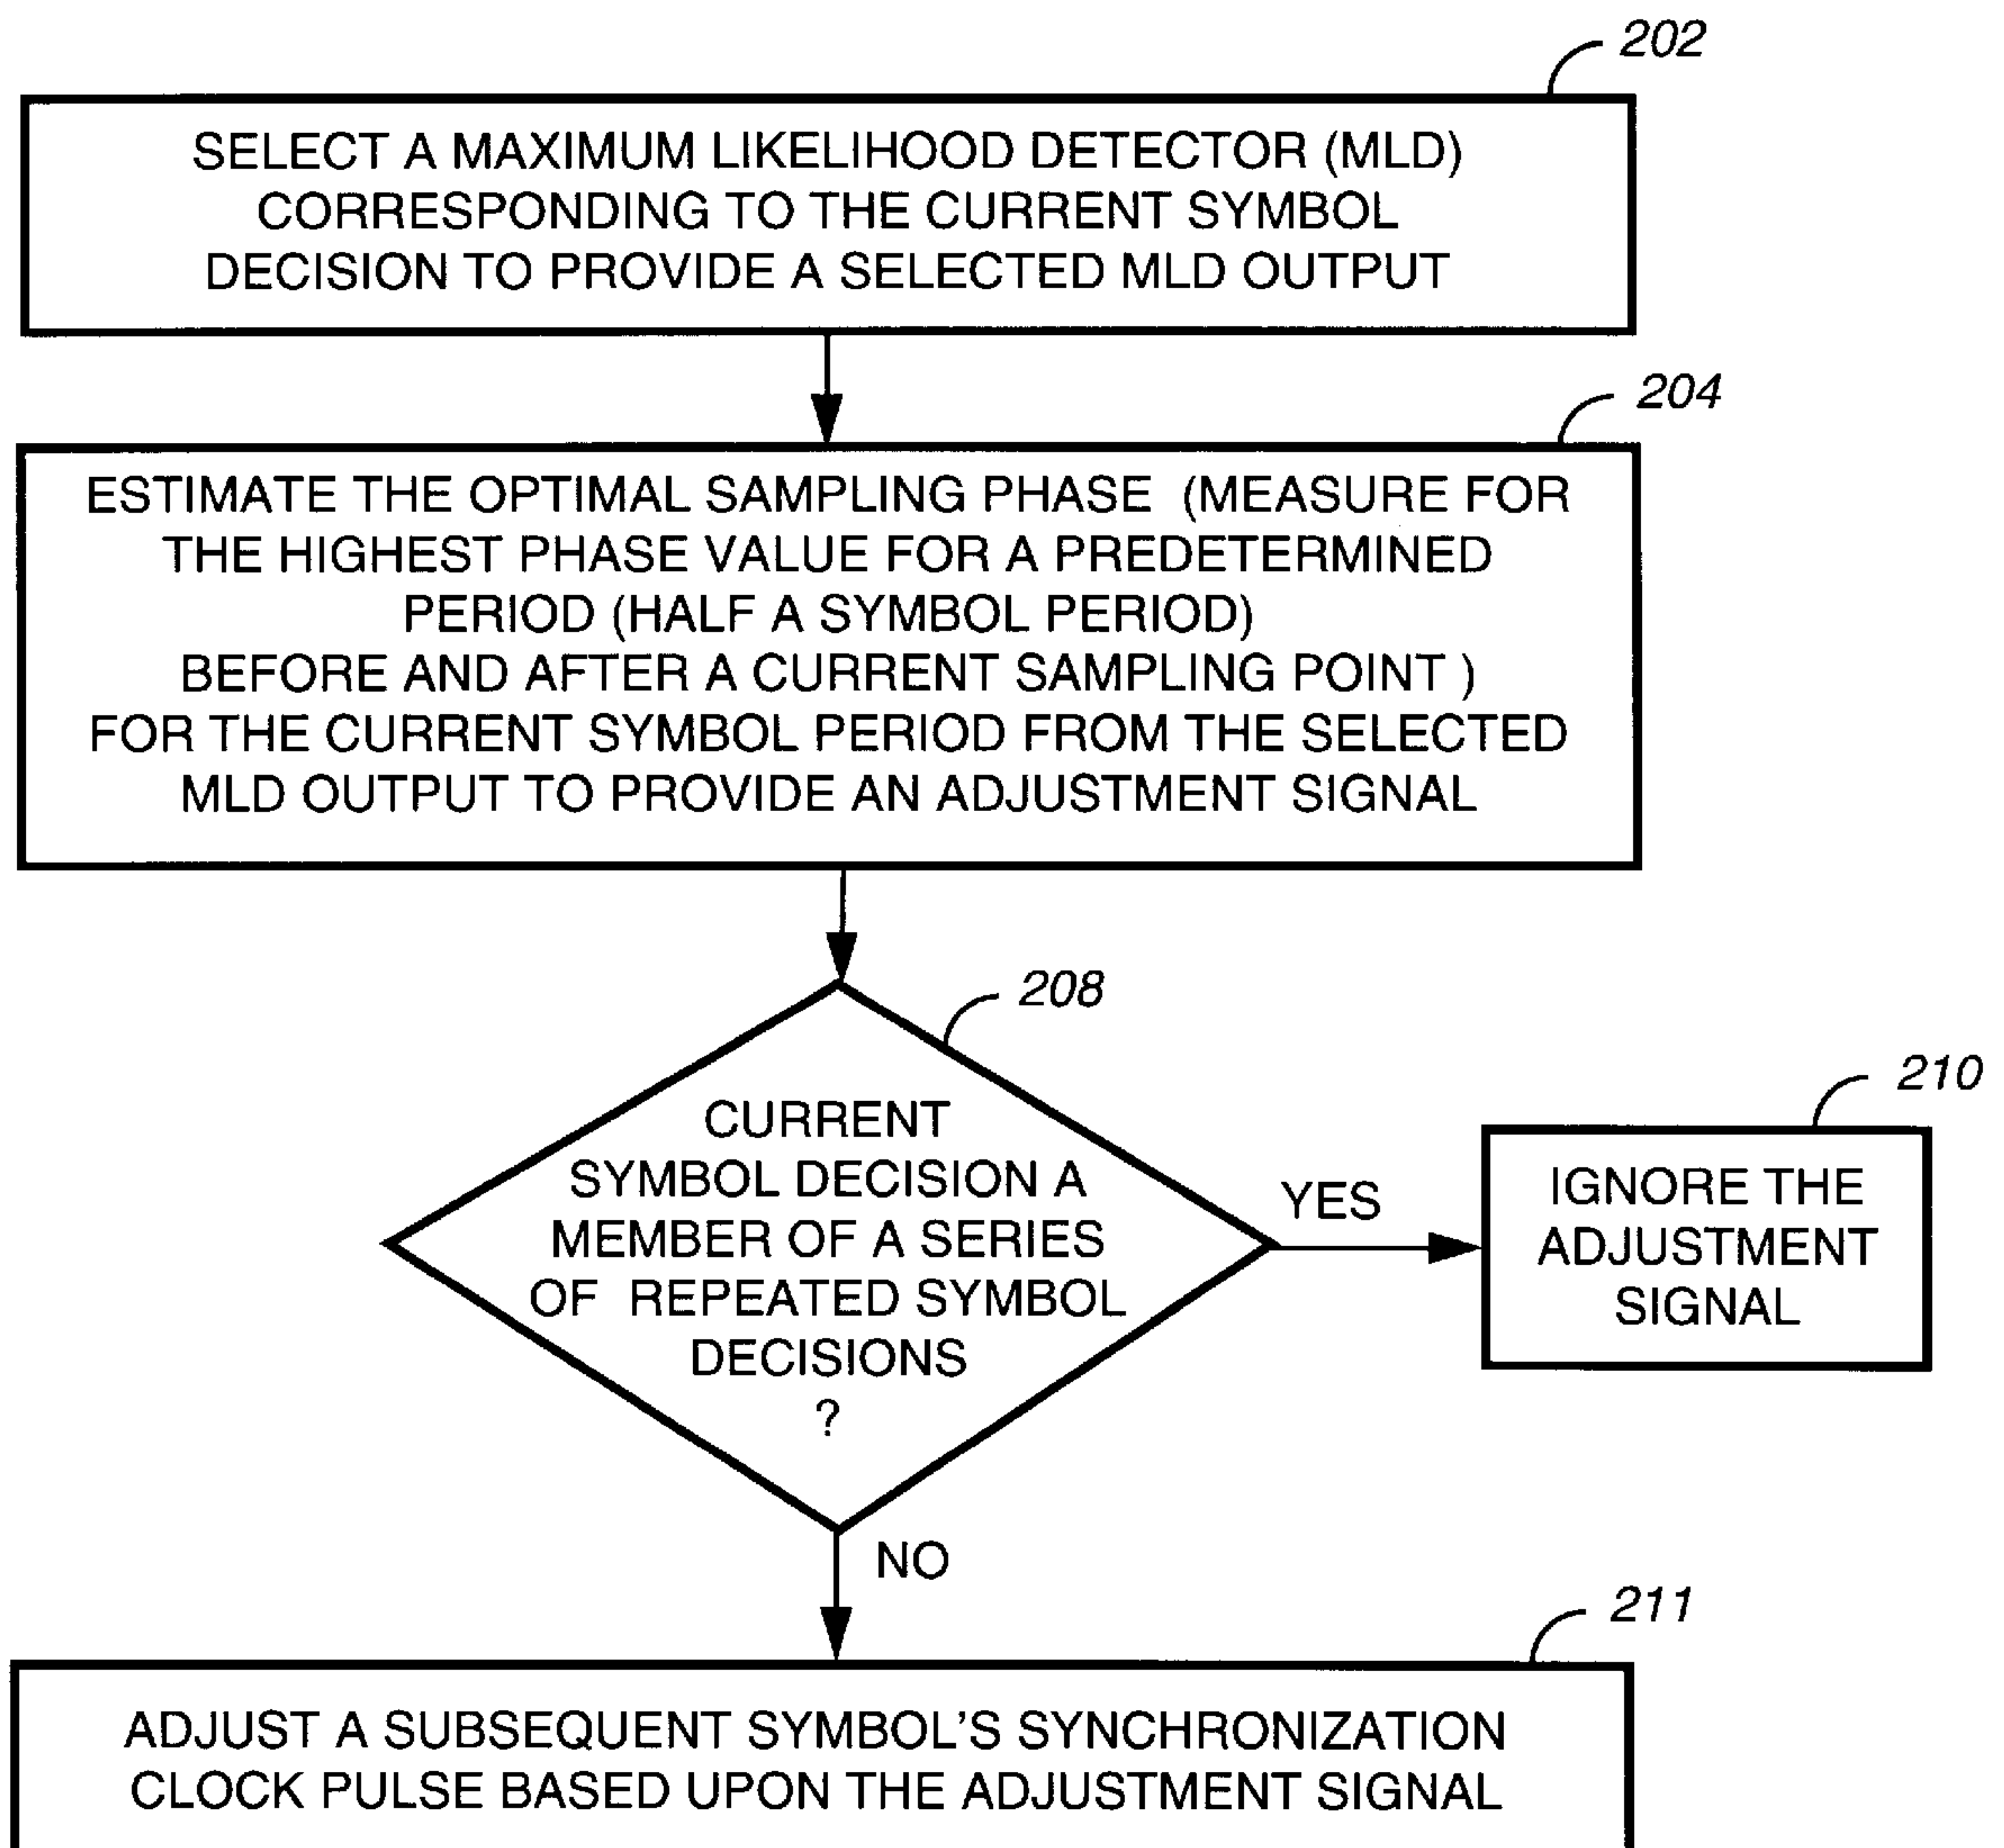 202
SELECT A MAXIMUM LIKELIHOOD DETECTOR (MLD)
CORRESPONDING TO THE CURRENT SYMBOL
DECISION TO PROVIDE A SELECTED MLD OUTPUT
204
ESTIMATE THE OPTIMAL SAMPLING PHASE (MEASURE FOR
THE HIGHEST PHASE VALUE FOR A PREDETERMINED
PERIOD (HALF A SYMBOL PERIOD)
BEFORE AND AFTER A CURRENT SAMPLING POINT )
FOR THE CURRENT SYMBOL PERIOD FROM THE SELECTED
MLD OUTPUT TO PROVIDE AN ADJUSTMENT SIGNAL
208
CURRENT
SYMBOL DECISION A
MEMBER OF A SERIES
OF REPEATED SYMBOL
DECISIONS
?
YES
210
IGNORE THE
ADJUSTMENT
SIGNAL
NO
211
ADJUST A SUBSEQUENT SYMBOL'S SYNCHRONIZATION
CLOCK PULSE BASED UPON THE ADJUSTMENT SIGNAL